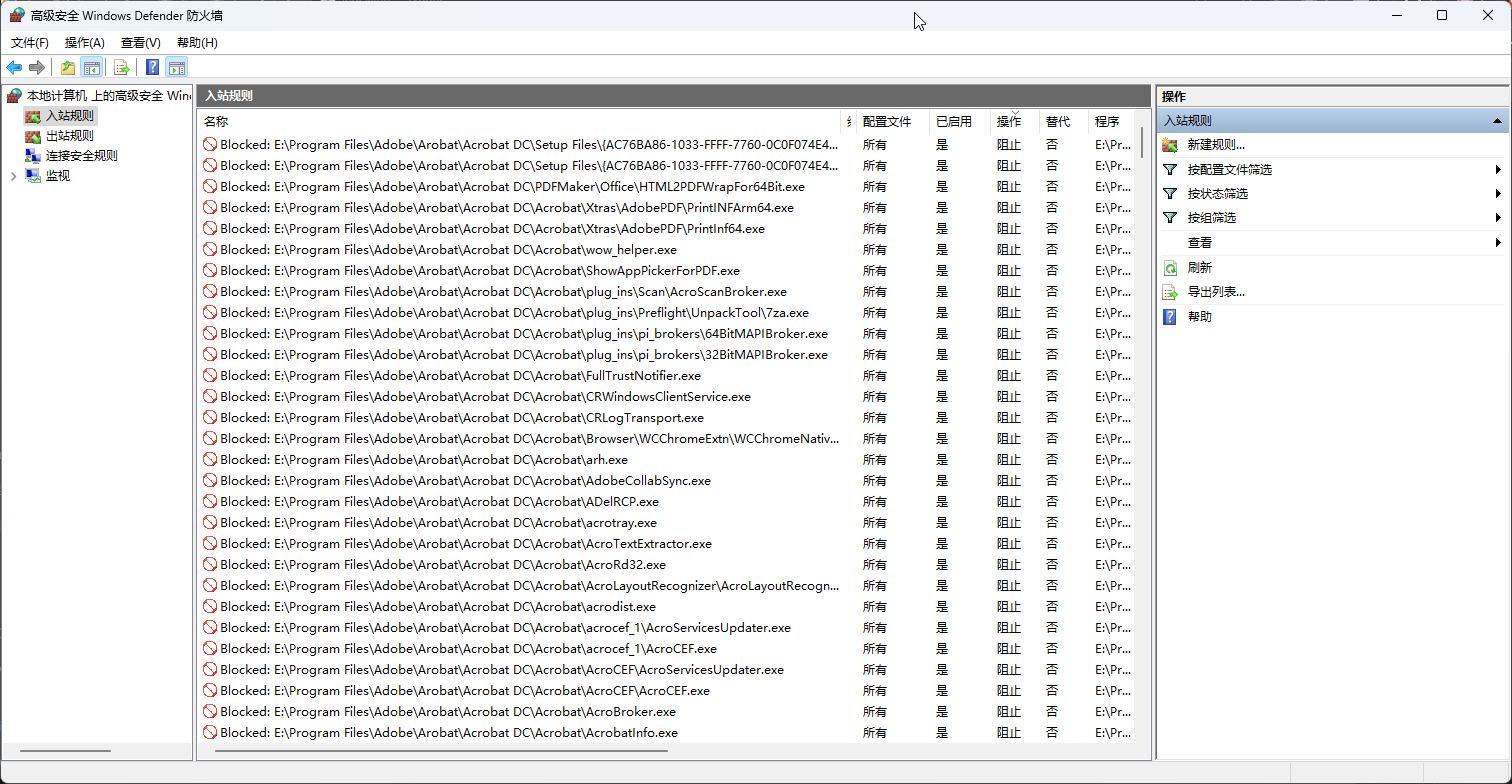 高级安全 Windows Defender 防火墙
文件(F) 操作(A) 查看(V) 帮助(H)
本地计算机 上的高级安全 Win
入站规则
出站规则
连接安全规则
监视
入站规则
名称 配置文件 已启用 操作 替代 程序
Blocked: E:\Program Files\Adobe\Arobat\Acrobat DC\Setup Files\{AC76BA86-1033-FFFF-7760-0C0F074E4... 所有 是 阻止 否 E:\Pr...
Blocked: E:\Program Files\Adobe\Arobat\Acrobat DC\Setup Files\{AC76BA86-1033-FFFF-7760-0C0F074E4... 所有 是 阻止 否 E:\Pr...
Blocked: E:\Program Files\Adobe\Arobat\Acrobat DC\PDFMaker\Office\HTML2PDFWrapFor64Bit.exe 所有 是 阻止 否 E:\Pr...
Blocked: E:\Program Files\Adobe\Arobat\Acrobat DC\Acrobat\Xtras\AdobePDF\PrintINFArm64.exe 所有 是 阻止 否 E:\Pr...
Blocked: E:\Program Files\Adobe\Arobat\Acrobat DC\Acrobat\Xtras\AdobePDF\PrintInf64.exe 所有 是 阻止 否 E:\Pr...
Blocked: E:\Program Files\Adobe\Arobat\Acrobat DC\Acrobat\wow_helper.exe 所有 是 阻止 否 E:\Pr...
Blocked: E:\Program Files\Adobe\Arobat\Acrobat DC\Acrobat\ShowAppPickerForPDF.exe 所有 是 阻止 否 E:\Pr...
Blocked: E:\Program Files\Adobe\Arobat\Acrobat DC\Acrobat\plug_ins\Scan\AcroScanBroker.exe 所有 是 阻止 否 E:\Pr...
Blocked: E:\Program Files\Adobe\Arobat\Acrobat DC\Acrobat\plug_ins\Preflight\UnpackTool\7za.exe 所有 是 阻止 否 E:\Pr...
Blocked: E:\Program Files\Adobe\Arobat\Acrobat DC\Acrobat\plug_ins\pi_brokers\64BitMAPIBroker.exe 所有 是 阻止 否 E:\Pr...
Blocked: E:\Program Files\Adobe\Arobat\Acrobat DC\Acrobat\plug_ins\pi_brokers\32BitMAPIBroker.exe 所有 是 阻止 否 E:\Pr...
Blocked: E:\Program Files\Adobe\Arobat\Acrobat DC\Acrobat\FullTrustNotifier.exe 所有 是 阻止 否 E:\Pr...
Blocked: E:\Program Files\Adobe\Arobat\Acrobat DC\Acrobat\CRWindowsClientService.exe 所有 是 阻止 否 E:\Pr...
Blocked: E:\Program Files\Adobe\Arobat\Acrobat DC\Acrobat\CRLogTransport.exe 所有 是 阻止 否 E:\Pr...
Blocked: E:\Program Files\Adobe\Arobat\Acrobat DC\Acrobat\Browser\WCChromeExtn\WCChromeNativ... 所有 是 阻止 否 E:\Pr...
Blocked: E:\Program Files\Adobe\Arobat\Acrobat DC\Acrobat\arh.exe 所有 是 阻止 否 E:\Pr...
Blocked: E:\Program Files\Adobe\Arobat\Acrobat DC\Acrobat\AdobeCollabSync.exe 所有 是 阻止 否 E:\Pr...
Blocked: E:\Program Files\Adobe\Arobat\Acrobat DC\Acrobat\ADelRCP.exe 所有 是 阻止 否 E:\Pr...
Blocked: E:\Program Files\Adobe\Arobat\Acrobat DC\Acrobat\acrotray.exe 所有 是 阻止 否 E:\Pr...
Blocked: E:\Program Files\Adobe\Arobat\Acrobat DC\Acrobat\AcroTextExtractor.exe 所有 是 阻止 否 E:\Pr...
Blocked: E:\Program Files\Adobe\Arobat\Acrobat DC\Acrobat\AcroRd32.exe 所有 是 阻止 否 E:\Pr...
Blocked: E:\Program Files\Adobe\Arobat\Acrobat DC\Acrobat\AcroLayoutRecognizer\AcroLayoutRecogn... 所有 是 阻止 否 E:\Pr...
Blocked: E:\Program Files\Adobe\Arobat\Acrobat DC\Acrobat\acrodist.exe 所有 是 阻止 否 E:\Pr...
Blocked: E:\Program Files\Adobe\Arobat\Acrobat DC\Acrobat\acrocef_1\AcroServicesUpdater.exe 所有 是 阻止 否 E:\Pr...
Blocked: E:\Program Files\Adobe\Arobat\Acrobat DC\Acrobat\acrocef_1\AcroCEF.exe 所有 是 阻止 否 E:\Pr...
Blocked: E:\Program Files\Adobe\Arobat\Acrobat DC\Acrobat\AcroCEF\AcroServicesUpdater.exe 所有 是 阻止 否 E:\Pr...
Blocked: E:\Program Files\Adobe\Arobat\Acrobat DC\Acrobat\AcroCEF\AcroCEF.exe 所有 是 阻止 否 E:\Pr...
Blocked: E:\Program Files\Adobe\Arobat\Acrobat DC\Acrobat\AcroBroker.exe 所有 是 阻止 否 E:\Pr...
Blocked: E:\Program Files\Adobe\Arobat\Acrobat DC\Acrobat\AcrobatInfo.exe 所有 是 阻止 否 E:\Pr...
操作
入站规则
新建规则...
按配置文件筛选
按状态筛选
按组筛选
查看
刷新
导出列表...
帮助